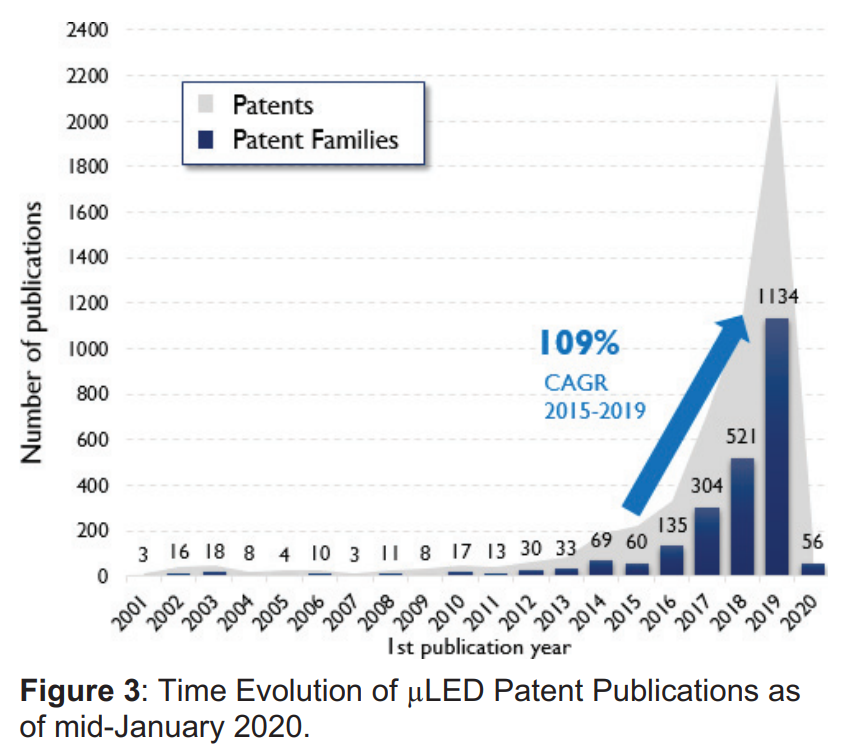 2400
2200
2000
1800
1600
1400
1200
1000
800
600
400
200
0
Number of publications
Patents
Patent Families
109%
CAGR
2015-2019
3 16 18 8 4 10 3 11 8 17 13 30 33 69 60 135 304 521 1134 56
2001 2002 2003 2004 2005 2006 2007 2008 2009 2010 2011 2012 2013 2014 2015 2016 2017 2018 2019 2020
1st publication year
Figure 3: Time Evolution of μLED Patent Publications as
of mid-January 2020.